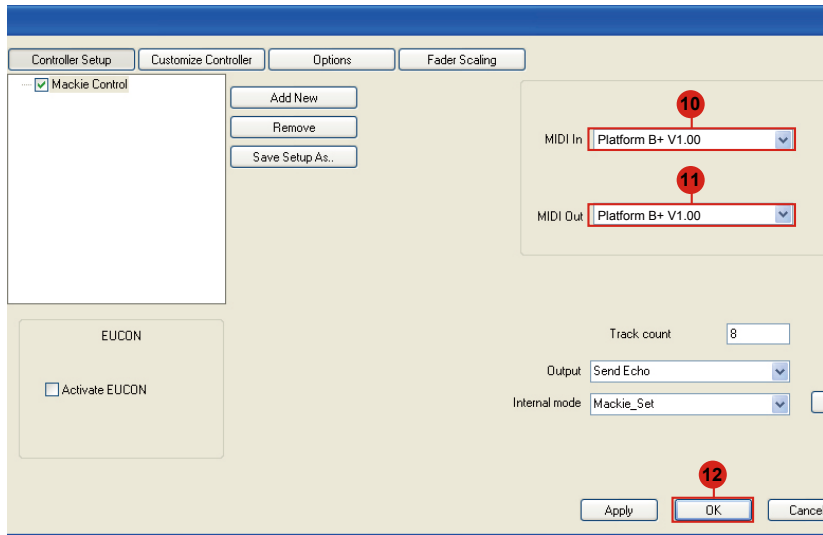 Controller Setup Customize Controller Options Fader Scaling
Mackie Control
Add New
Remove
Save Setup As..
10
MIDI In Platform B+ V1.00
11
MIDI Out Platform B+ V1.00
EUCON
Activate EUCON
Track count 8
Output Send Echo
Internal mode Mackie_Set
12
Apply OK Cance